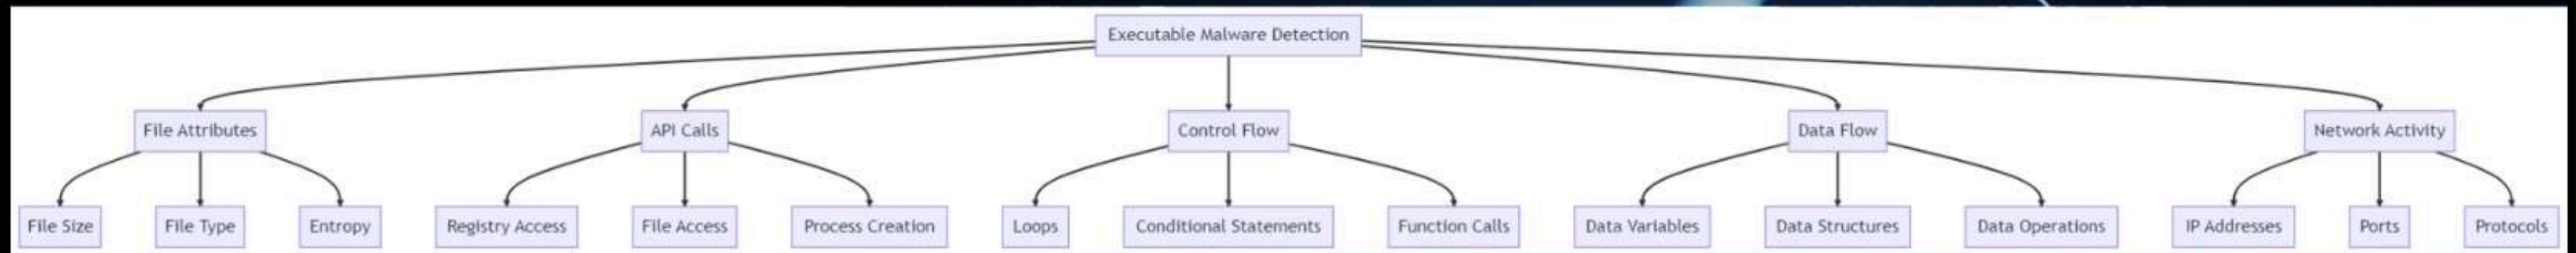 Executable Malware Detection
File Attributes
API Calls
Control Flow
Data Flow
Network Activity
File Size
File Type
Entropy
Registry Access
File Access
Process Creation
Loops
Conditional Statements
Function Calls
Data Variables
Data Structures
Data Operations
IP Addresses
Ports
Protocols